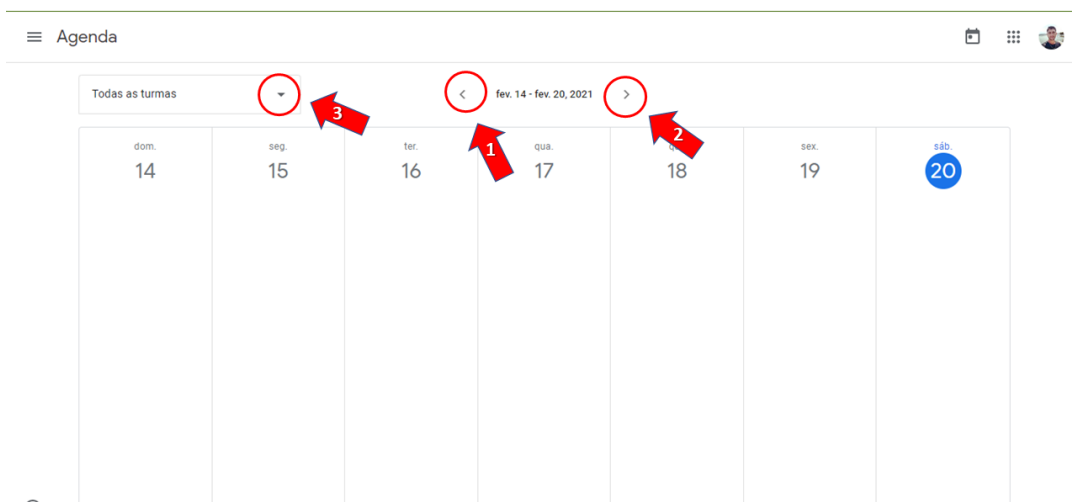 Agenda
Todas as turmas
fev. 14 - fev. 20, 2021
3
1
2
dom. seg. ter. qua. sex. sáb.
14 15 16 17 18 19 20